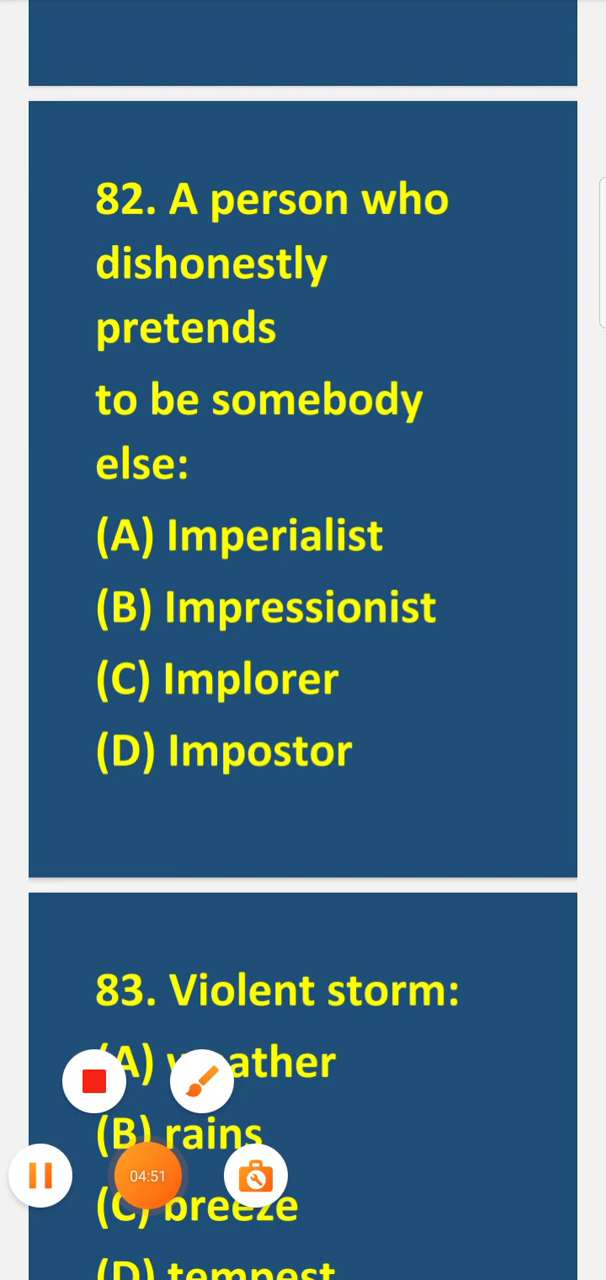 82. A person who
dishonestly
pretends
to be somebody
else:
(A) Imperialist
(B) Impressionist
(C) Implorer
(D) Impostor
83. Violent storm:
(A) weather
(B) rains
(C) breeze
(D) tempest
04:51